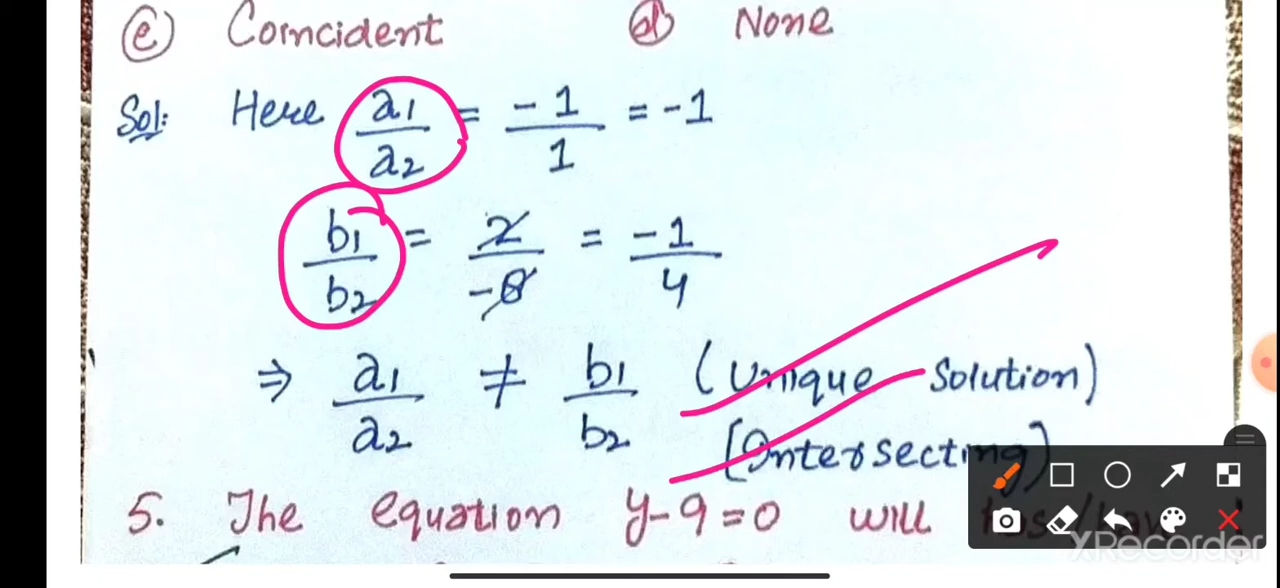 (c) Coincident (d) None
Sol: Here a1/a2 = -1/1 = -1
b1/b2 = 2/-8 = -1/4
⇒ a1/a2 ≠ b1/b2 (Unique Solution)
(Intersecting)
5. The equation y-9=0 will
XRecorder